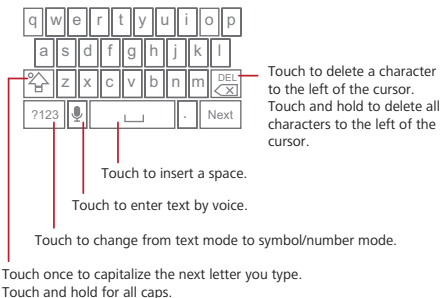 q w e r t y u i o p
a s d f g h j k l
z x c v b n m DEL
?123 . Next
Touch to delete a character
to the left of the cursor.
Touch and hold to delete all
characters to the left of the
cursor.
Touch to insert a space.
Touch to enter text by voice.
Touch to change from text mode to symbol/number mode.
Touch once to capitalize the next letter you type.
Touch and hold for all caps.